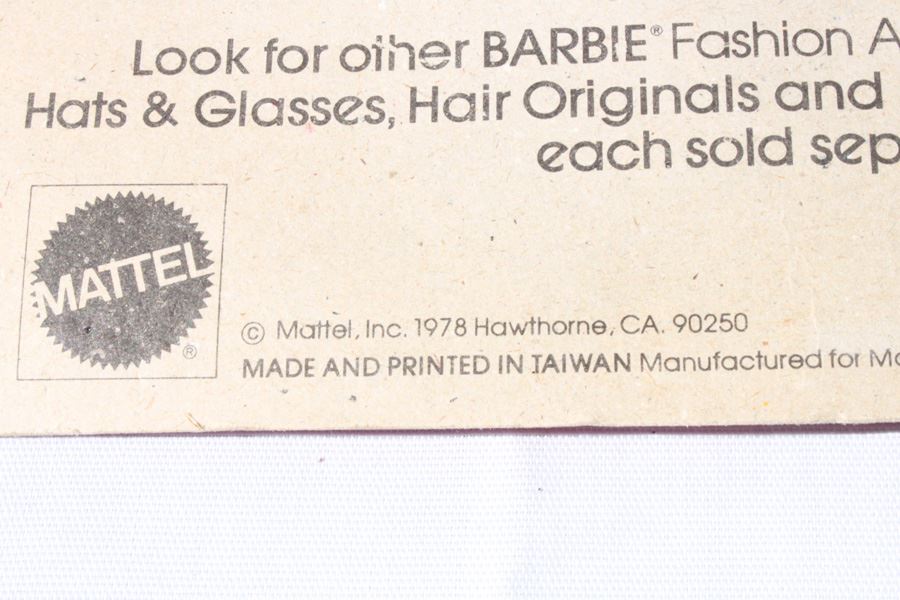 Look for other BARBIE® Fashion A
Hats & Glasses, Hair Originals and
each sold sep
MATTEL
®
© Mattel, Inc. 1978 Hawthorne, CA. 90250
MADE AND PRINTED IN TAIWAN Manufactured for Ma